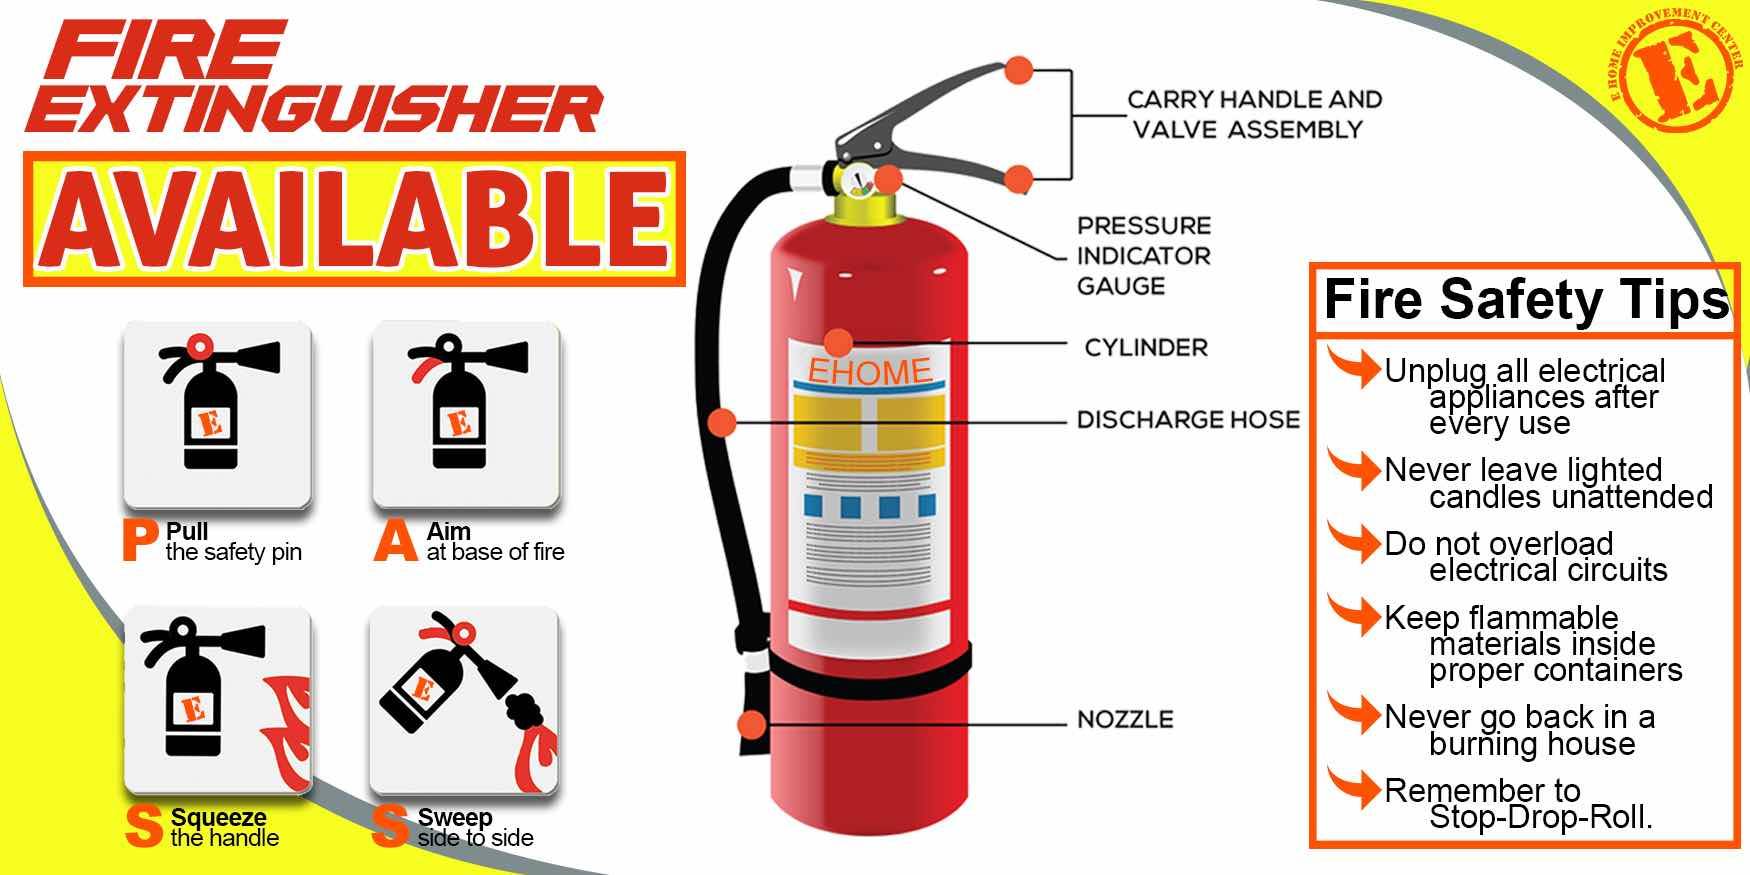 FIRE
EXTINGUISHER
AVAILABLE
P Pull
the safety pin
A Aim
at base of fire
S Squeeze
the handle
S Sweep
side to side
E
E
E
E
CARRY HANDLE AND
VALVE ASSEMBLY
PRESSURE
INDICATOR
GAUGE
CYLINDER
EHOME
DISCHARGE HOSE
NOZZLE
E HOME IMPROVEMENT CENTER
E
Fire Safety Tips
Unplug all electrical
appliances after
every use
Never leave lighted
candles unattended
Do not overload
electrical circuits
Keep flammable
materials inside
proper containers
Never go back in a
burning house
Remember to
Stop-Drop-Roll.